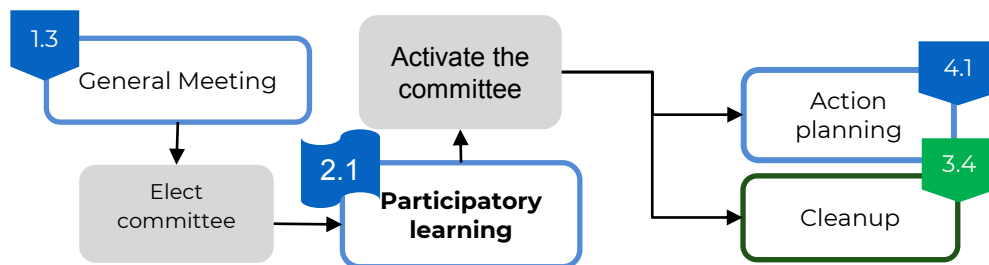 1.3
General Meeting
Elect
committee
2.1
Participatory
learning
Activate the
committee
4.1
Action
planning
3.4
Cleanup